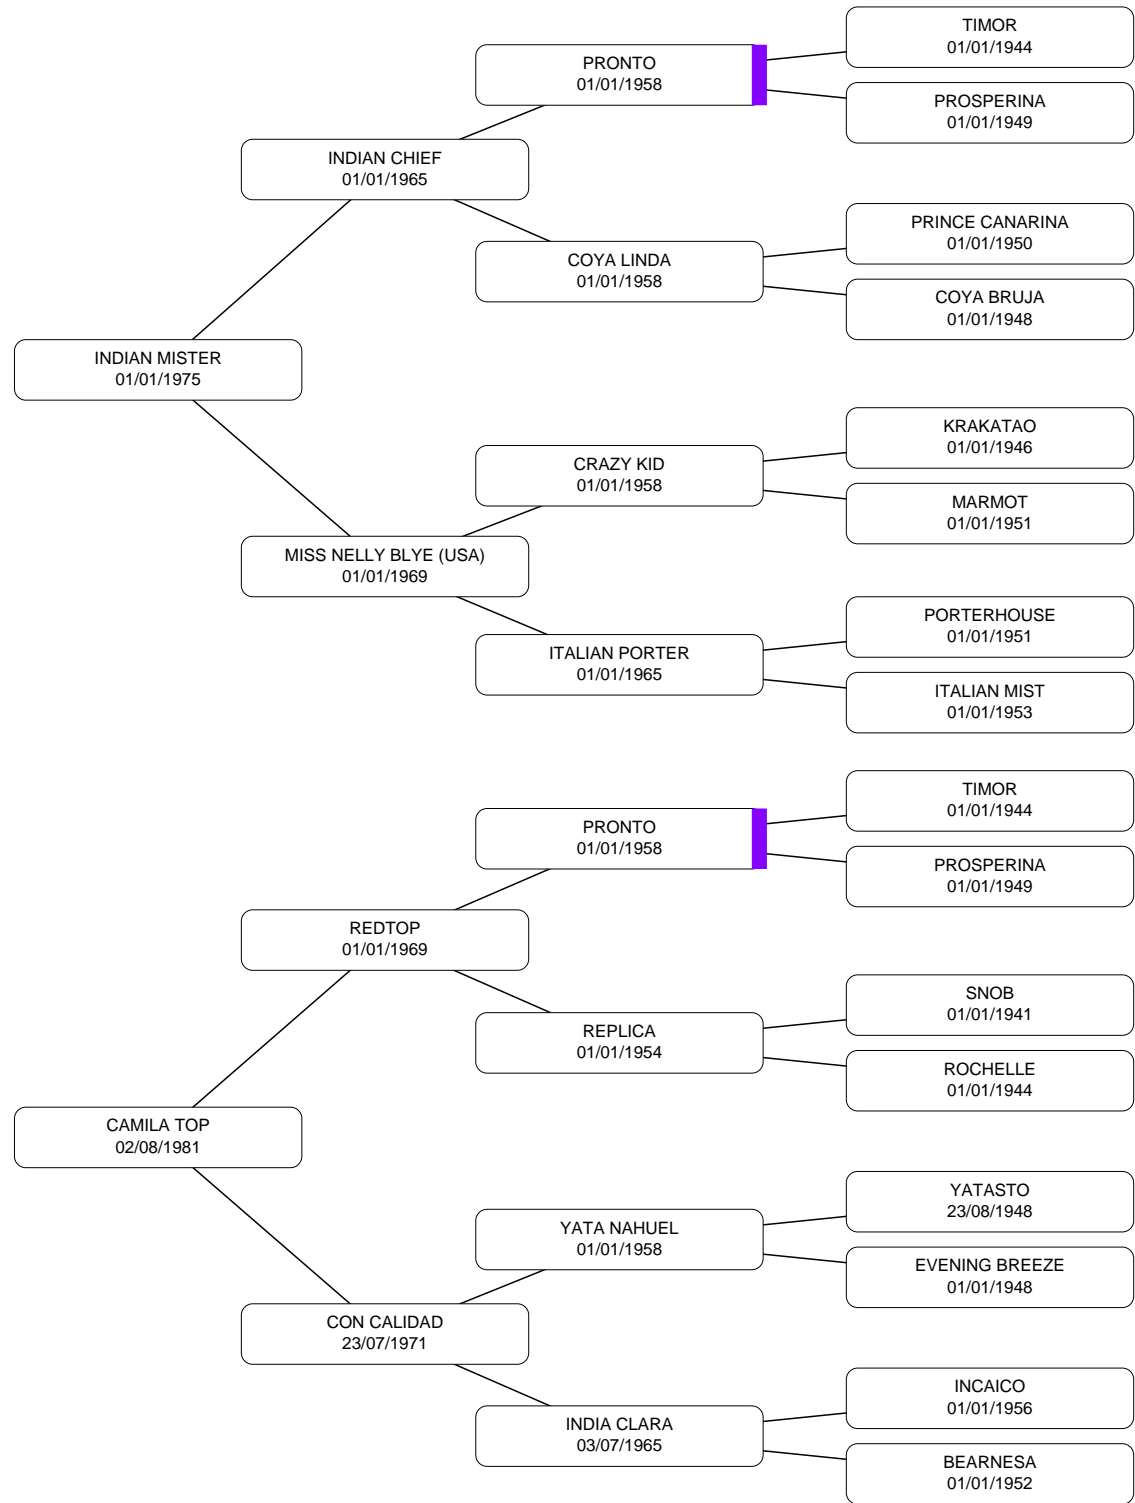 TIMOR
01/01/1944
PRONTO
01/01/1958
PROSPERINA
01/01/1949
INDIAN CHIEF
01/01/1965
PRINCE CANARINA
01/01/1950
COYA LINDA
01/01/1958
COYA BRUJA
01/01/1948
INDIAN MISTER
01/01/1975
KRAKATAO
01/01/1946
CRAZY KID
01/01/1958
MARMOT
01/01/1951
MISS NELLY BLYE (USA)
01/01/1969
PORTERHOUSE
01/01/1951
ITALIAN PORTER
01/01/1965
ITALIAN MIST
01/01/1953
TIMOR
01/01/1944
PRONTO
01/01/1958
PROSPERINA
01/01/1949
REDTOP
01/01/1969
SNOB
01/01/1941
REPLICA
01/01/1954
ROCHELLE
01/01/1944
CAMILA TOP
02/08/1981
YATASTO
23/08/1948
YATA NAHUEL
01/01/1958
EVENING BREEZE
01/01/1948
CON CALIDAD
23/07/1971
INCAICO
01/01/1956
INDIA CLARA
03/07/1965
BEARNESA
01/01/1952